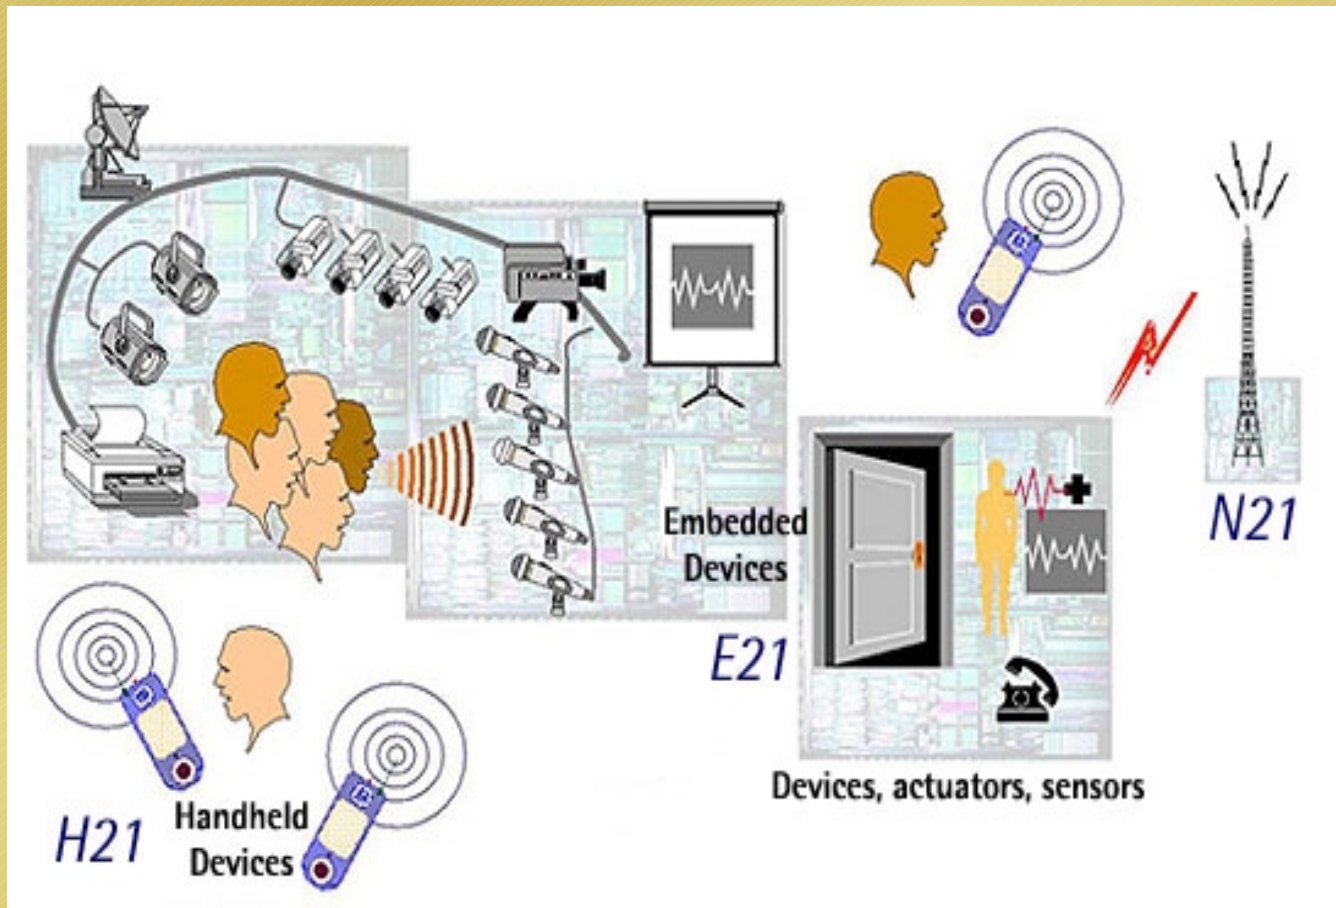 Embedded
Devices
E21
N21
Devices, actuators, sensors
H21
Handheld
Devices